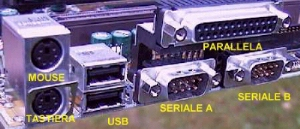 PARALLELA
MOUSE
TASTIERA
USB
SERIALE A
SERIALE B